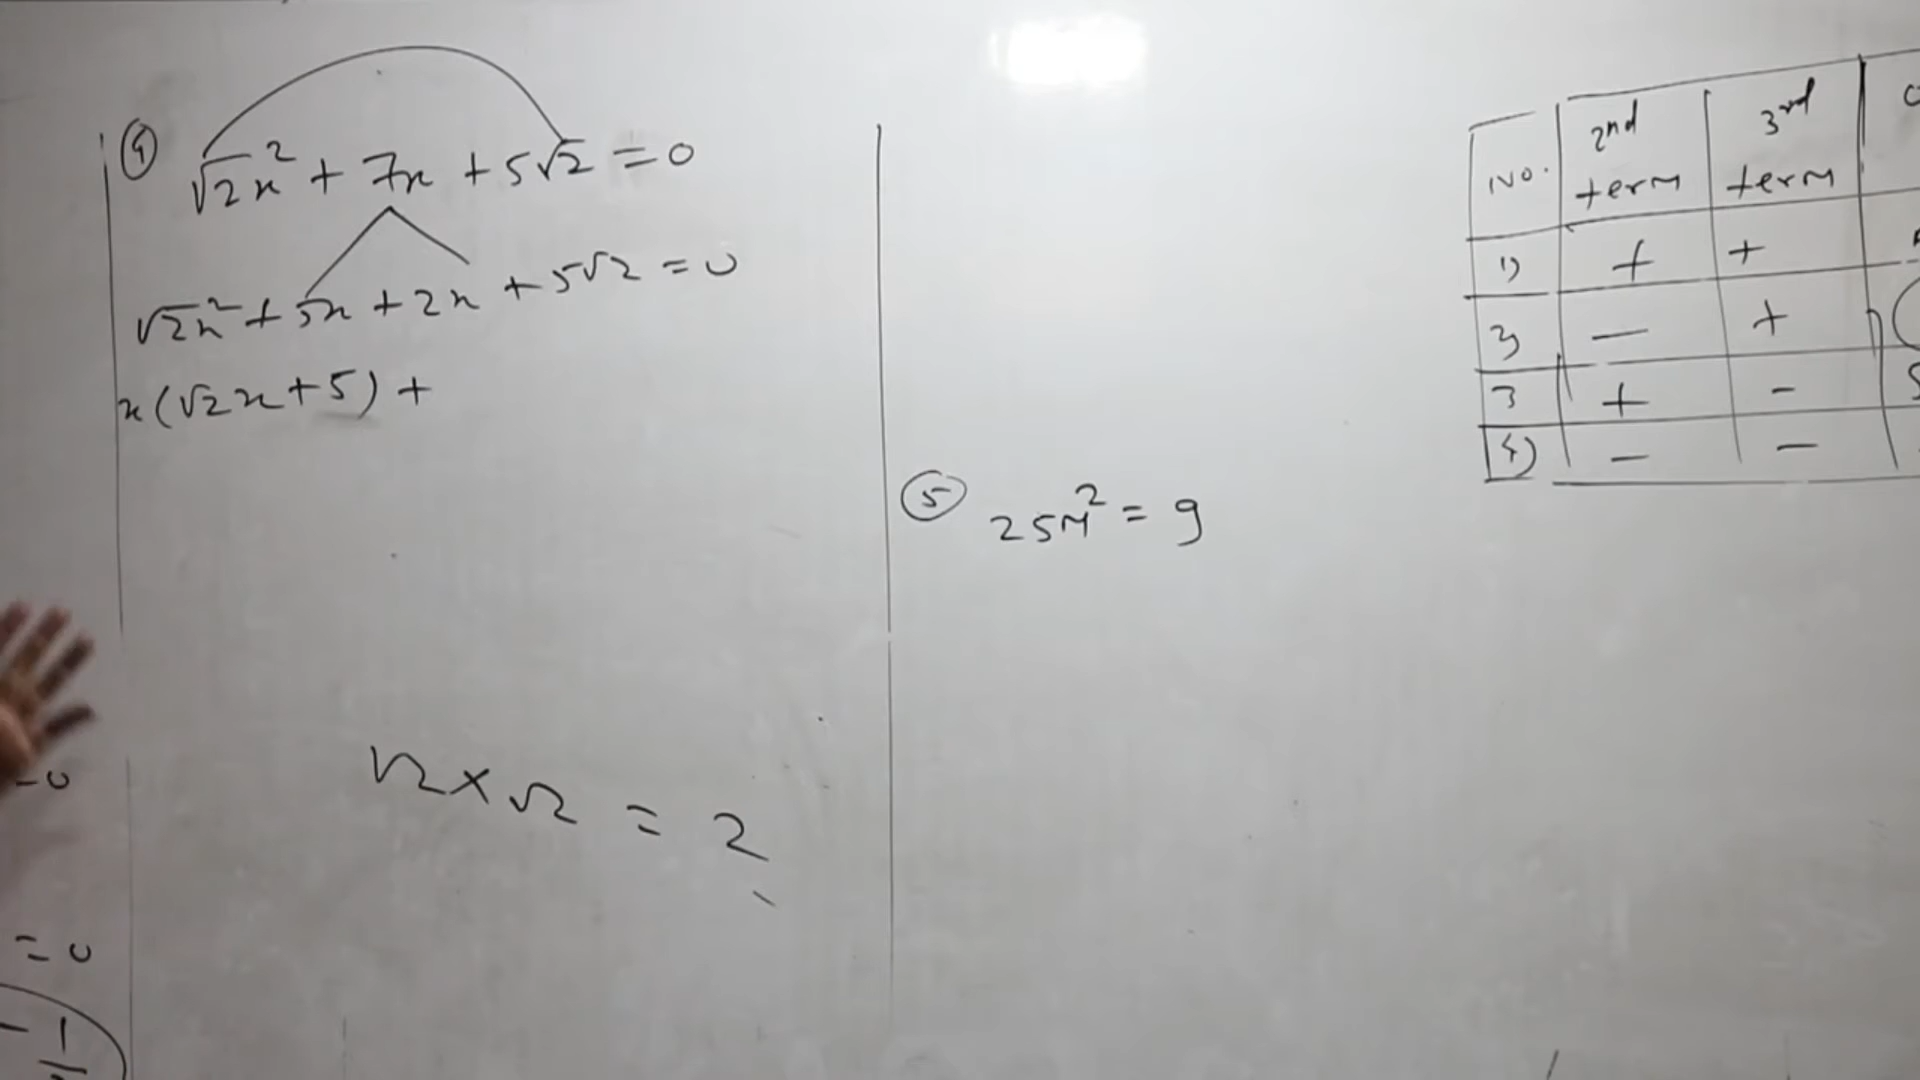 ④ √2x² + 7x + 5√2 = 0
√2x² + 5x + 2x + 5√2 = 0
x(√2x + 5) +
√2 × √2 = 2
⑤ 25m² = 9
No. 2nd term 3rd term
1) + +
2) - +
3 + -
4) - -
= 0